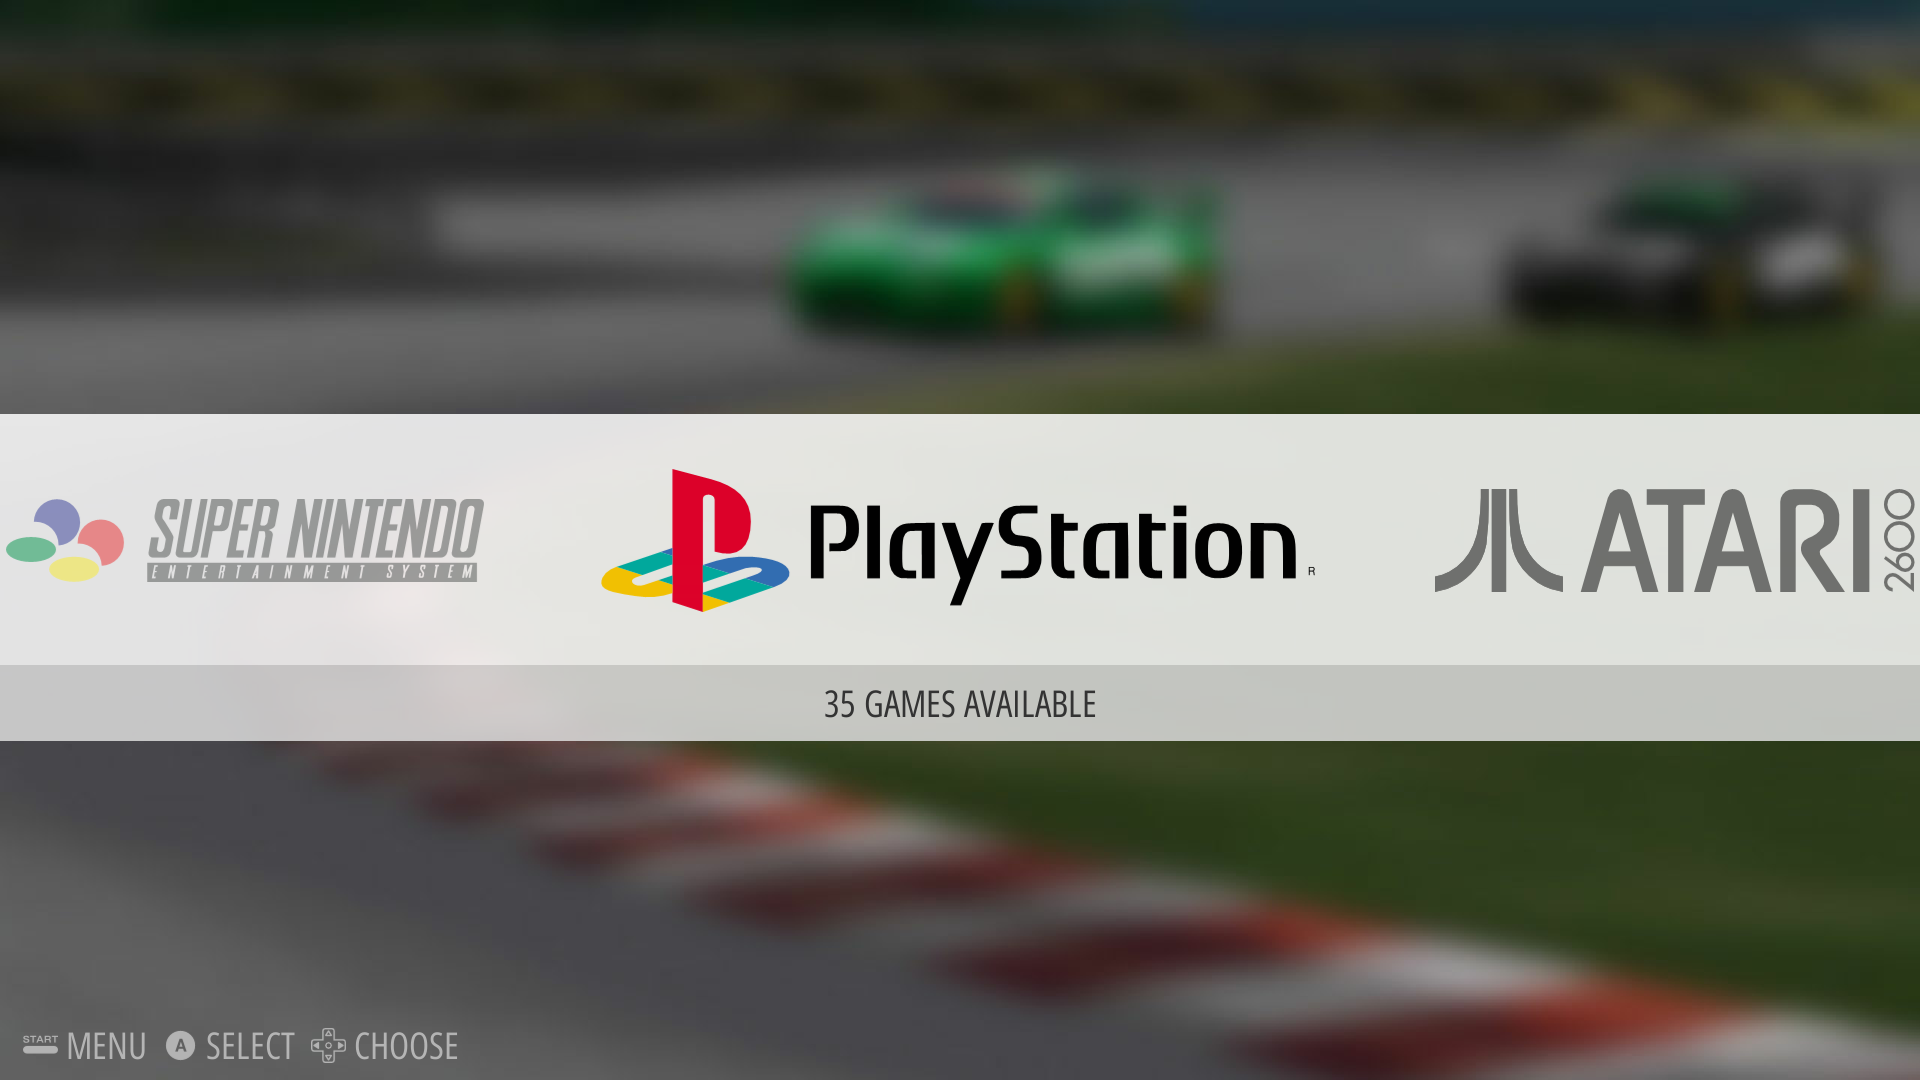 SUPER NINTENDO
ENTERTAINMENT SYSTEM
PlayStation R
ATARI 2600
35 GAMES AVAILABLE
START MENU A SELECT CHOOSE